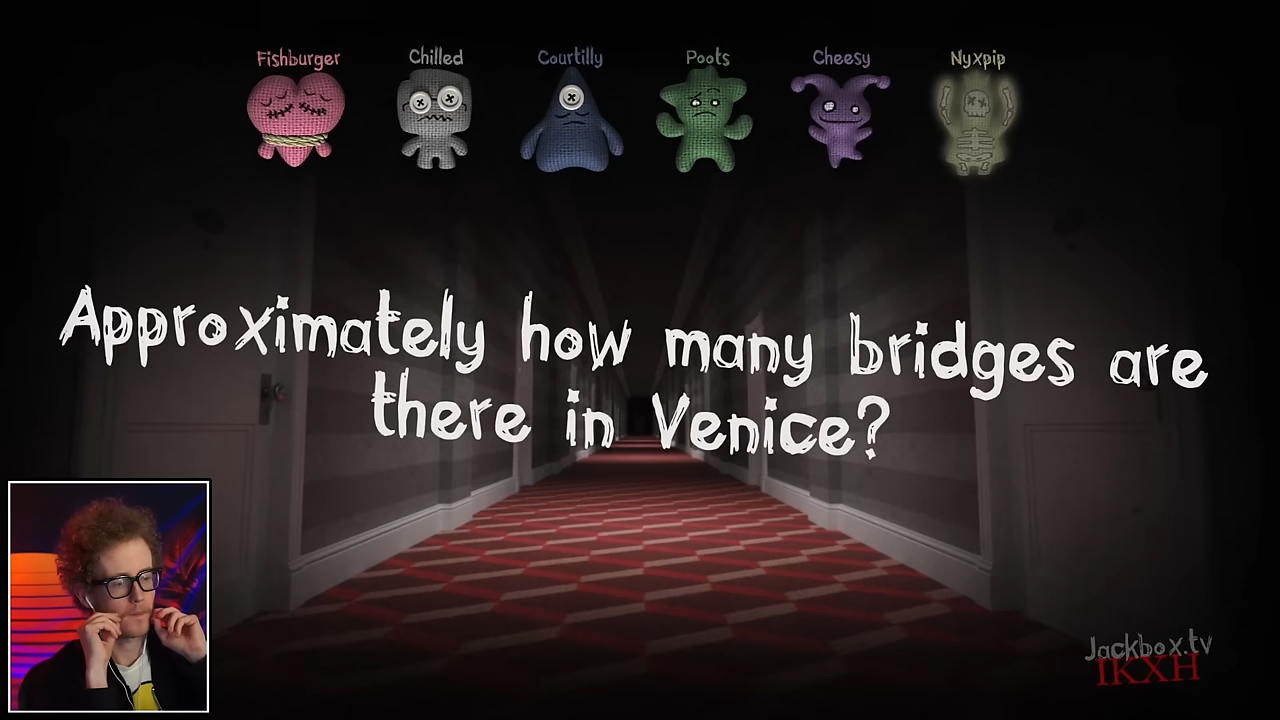 Fishburger Chilled Courtilly Poots Cheesy Nyxpip
Approximately how many bridges are
there in Venice?
Jackbox.tv
IKXH